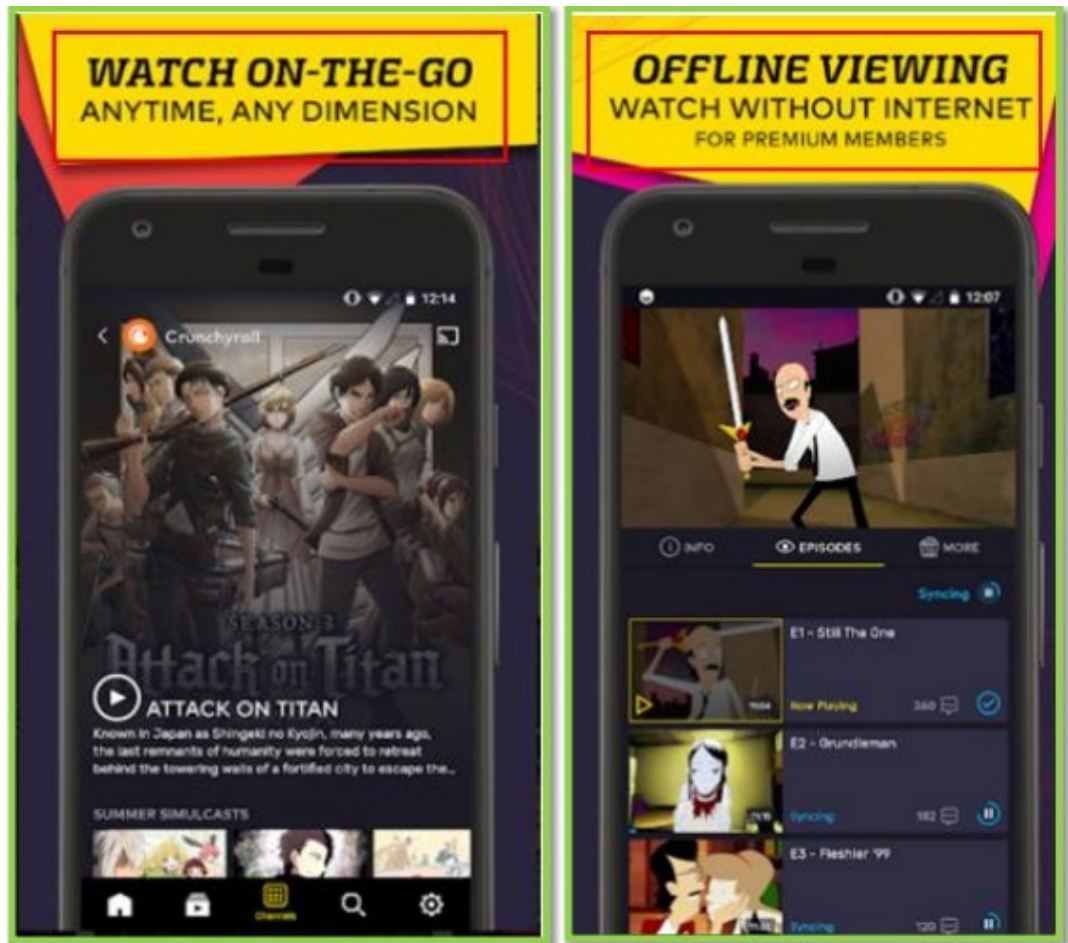 WATCH ON-THE-GO
ANYTIME, ANY DIMENSION
12:14
Crunchyroll
SEASON 3
Attack on Titan
ATTACK ON TITAN
Known in Japan as Shingeki no Kyojin, many years ago,
the last remnants of humanity were forced to retreat
behind the towering walls of a fortified city to escape the...
SUMMER SIMULCASTS
Channels
OFFLINE VIEWING
WATCH WITHOUT INTERNET
FOR PREMIUM MEMBERS
12:07
INFO
EPISODES
MORE
Syncing
E1 - Still The One
Now Playing
360
E2 - Grundleman
Syncing
182
E3 - Fleshler '99
Syncing
120